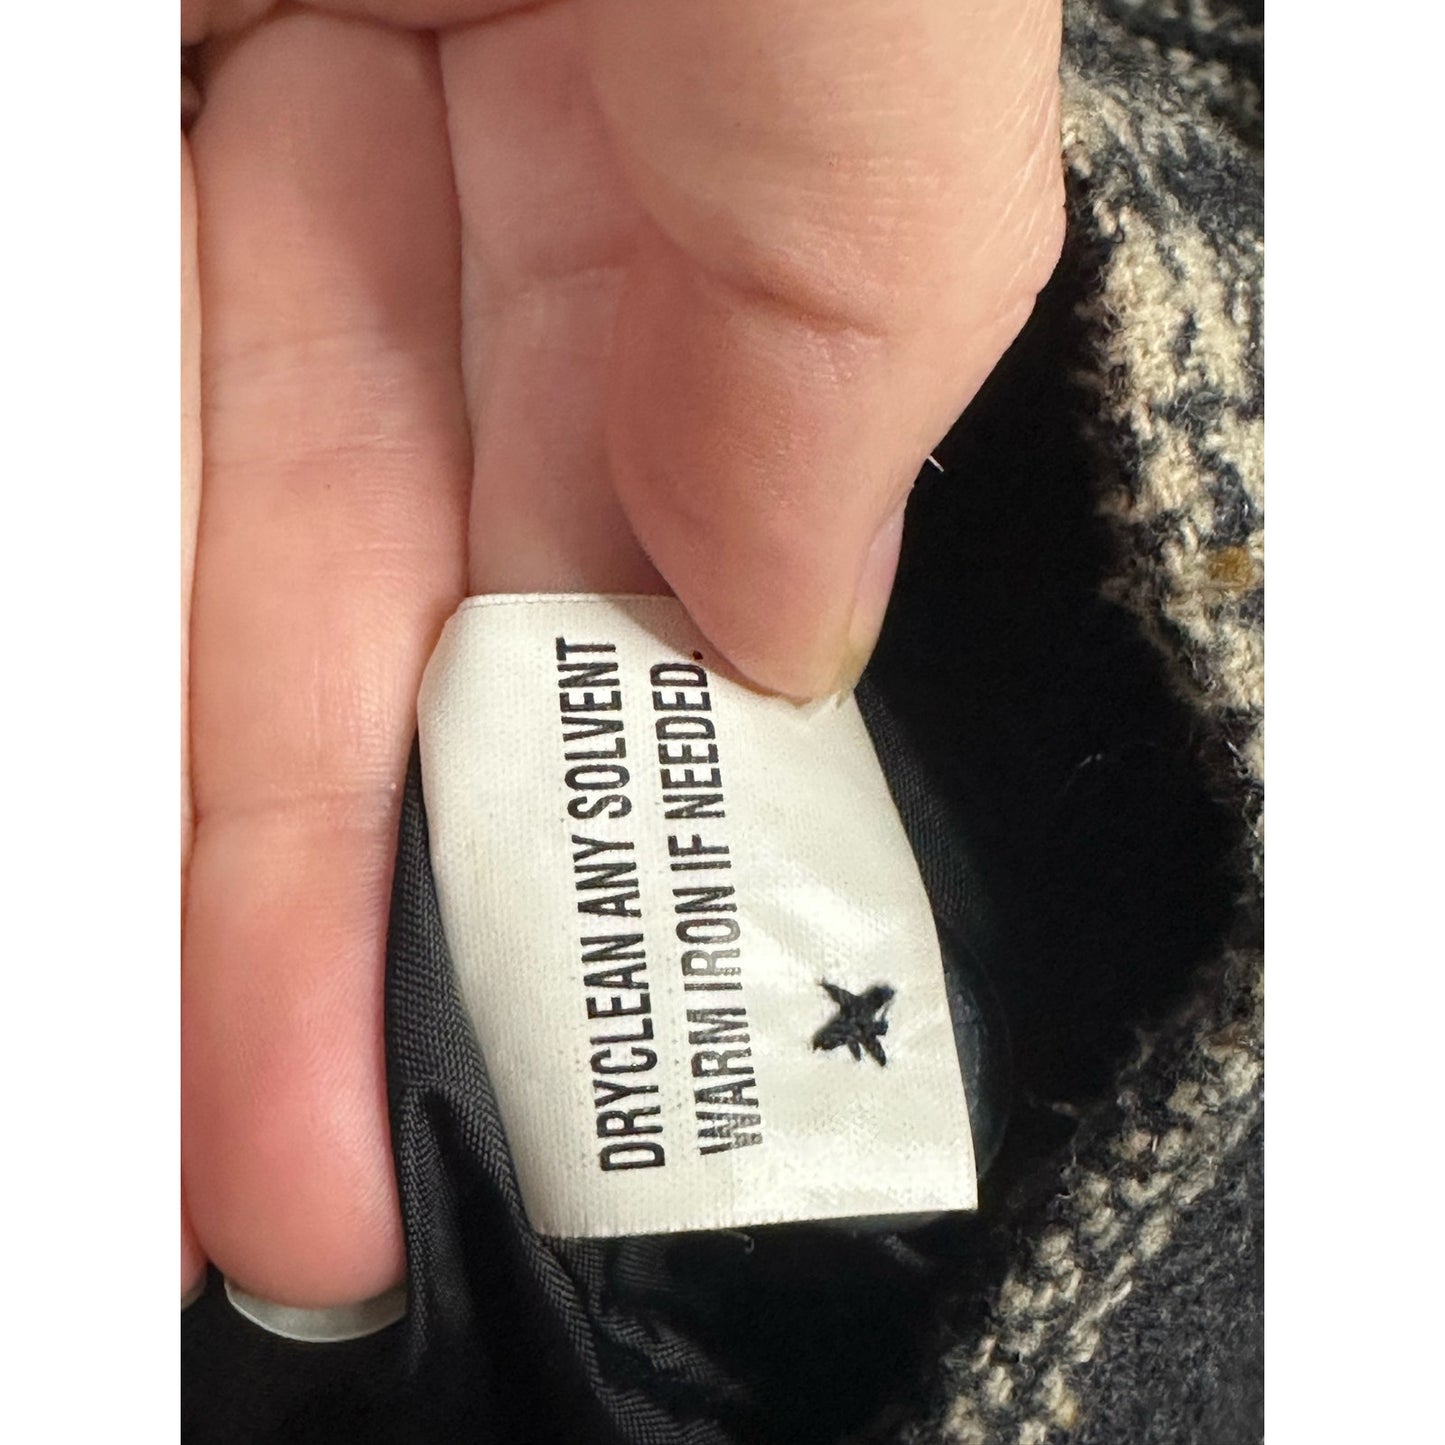 DRYCLEAN ANY SOLVENT
WARM IRON IF NEEDED.